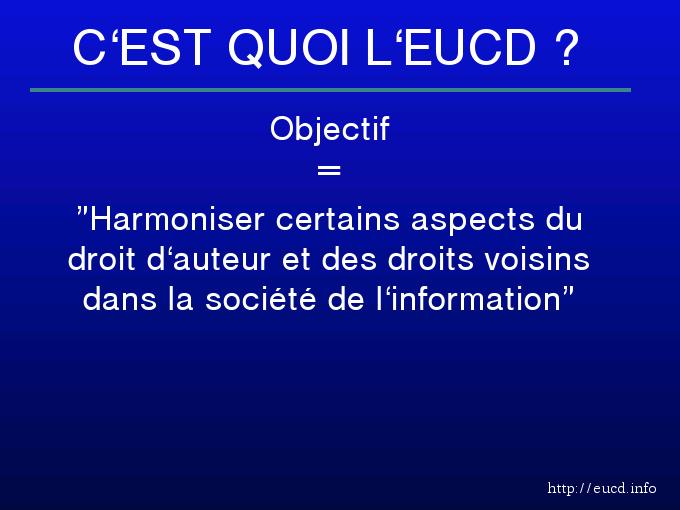 C‘EST QUOI L‘EUCD ?
Objectif
=
”Harmoniser certains aspects du
droit d‘auteur et des droits voisins
dans la société de l‘information”
http://eucd.info